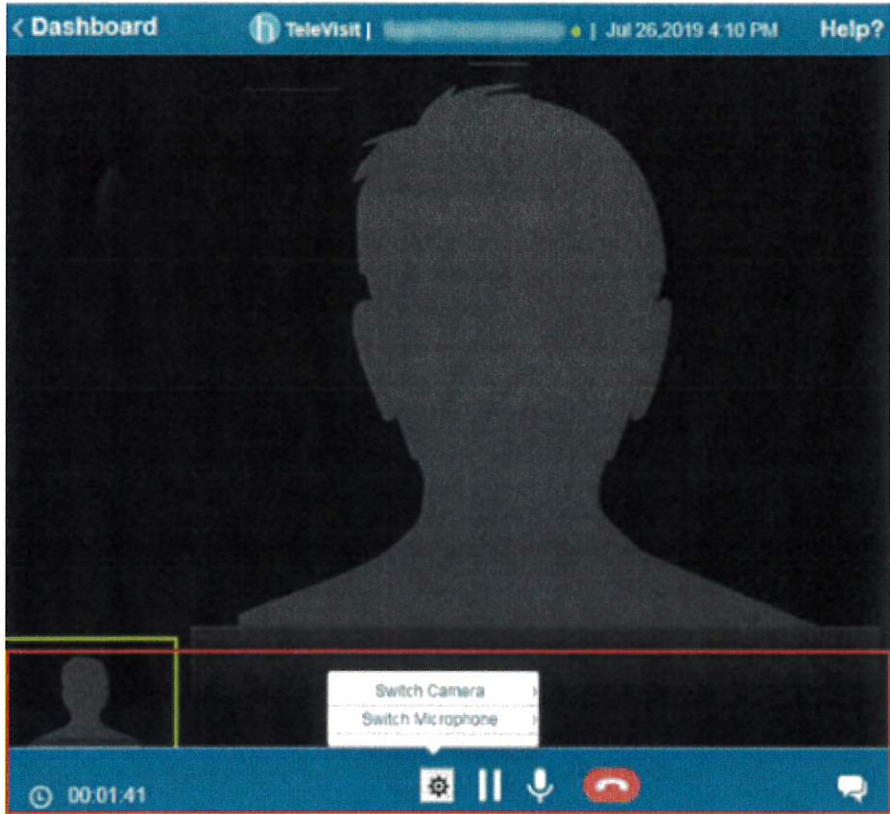 < Dashboard
h TeleVisit | | Jul 26,2019 4:10 PM
Help?
Switch Camera ›
Switch Microphone ›
00:01:41